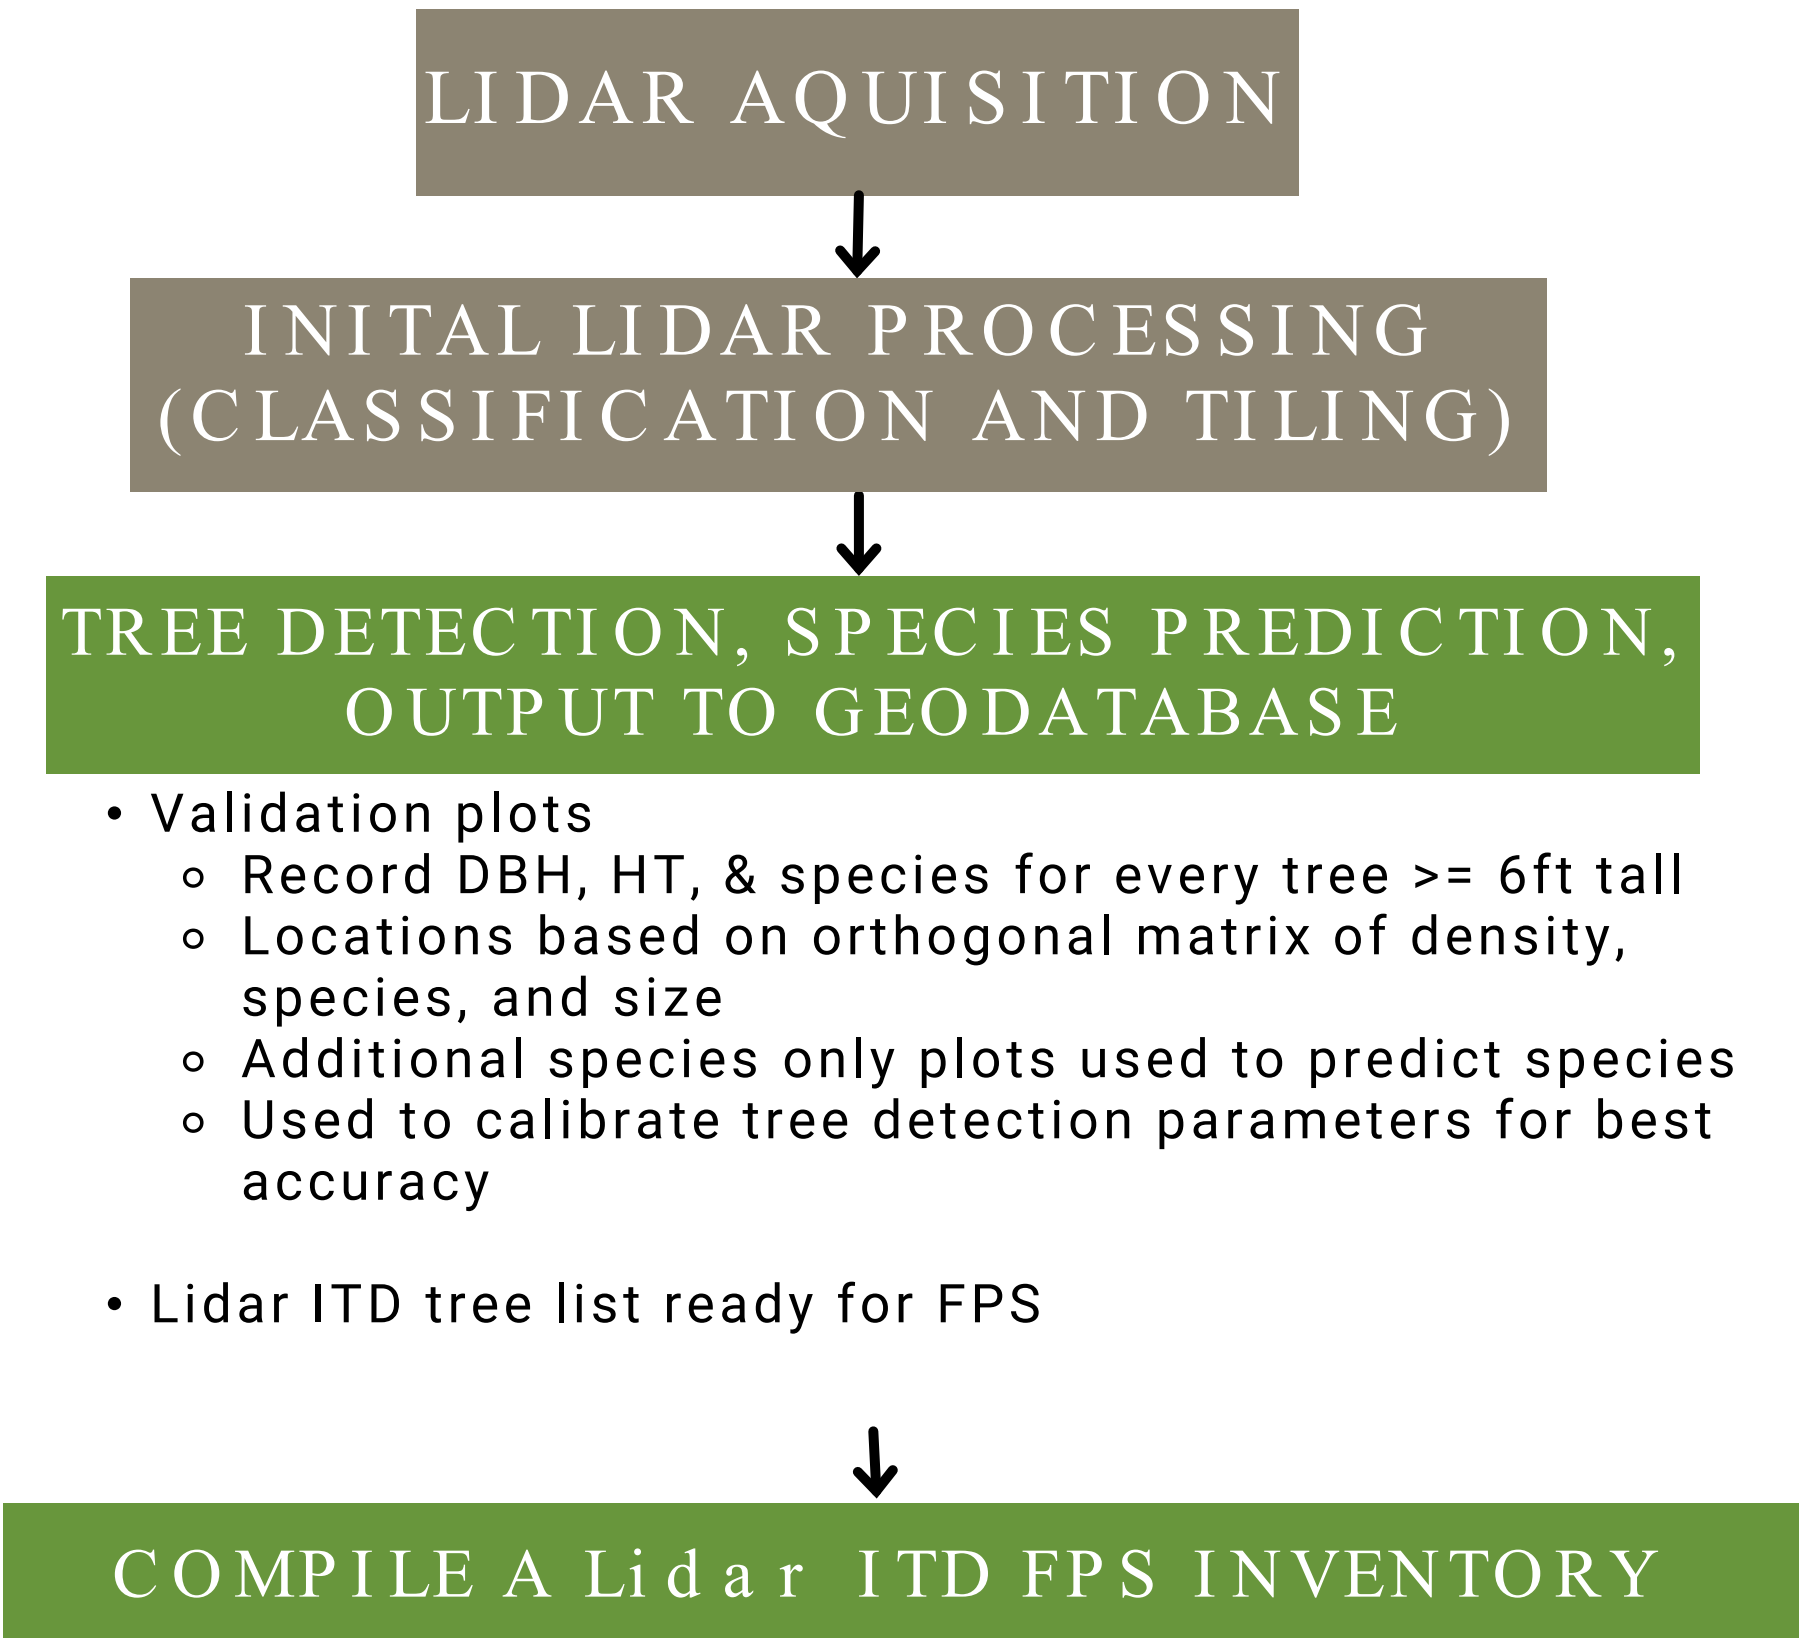 LIDAR AQUISITION
INITAL LIDAR PROCESSING
(CLASSIFICATION AND TILING)
TREE DETECTION, SPECIES PREDICTION,
OUTPUT TO GEODATABASE
• Validation plots
○ Record DBH, HT, & species for every tree >= 6ft tall
○ Locations based on orthogonal matrix of density,
species, and size
○ Additional species only plots used to predict species
○ Used to calibrate tree detection parameters for best
accuracy
• Lidar ITD tree list ready for FPS
COMPILE A Lidar ITD FPS INVENTORY